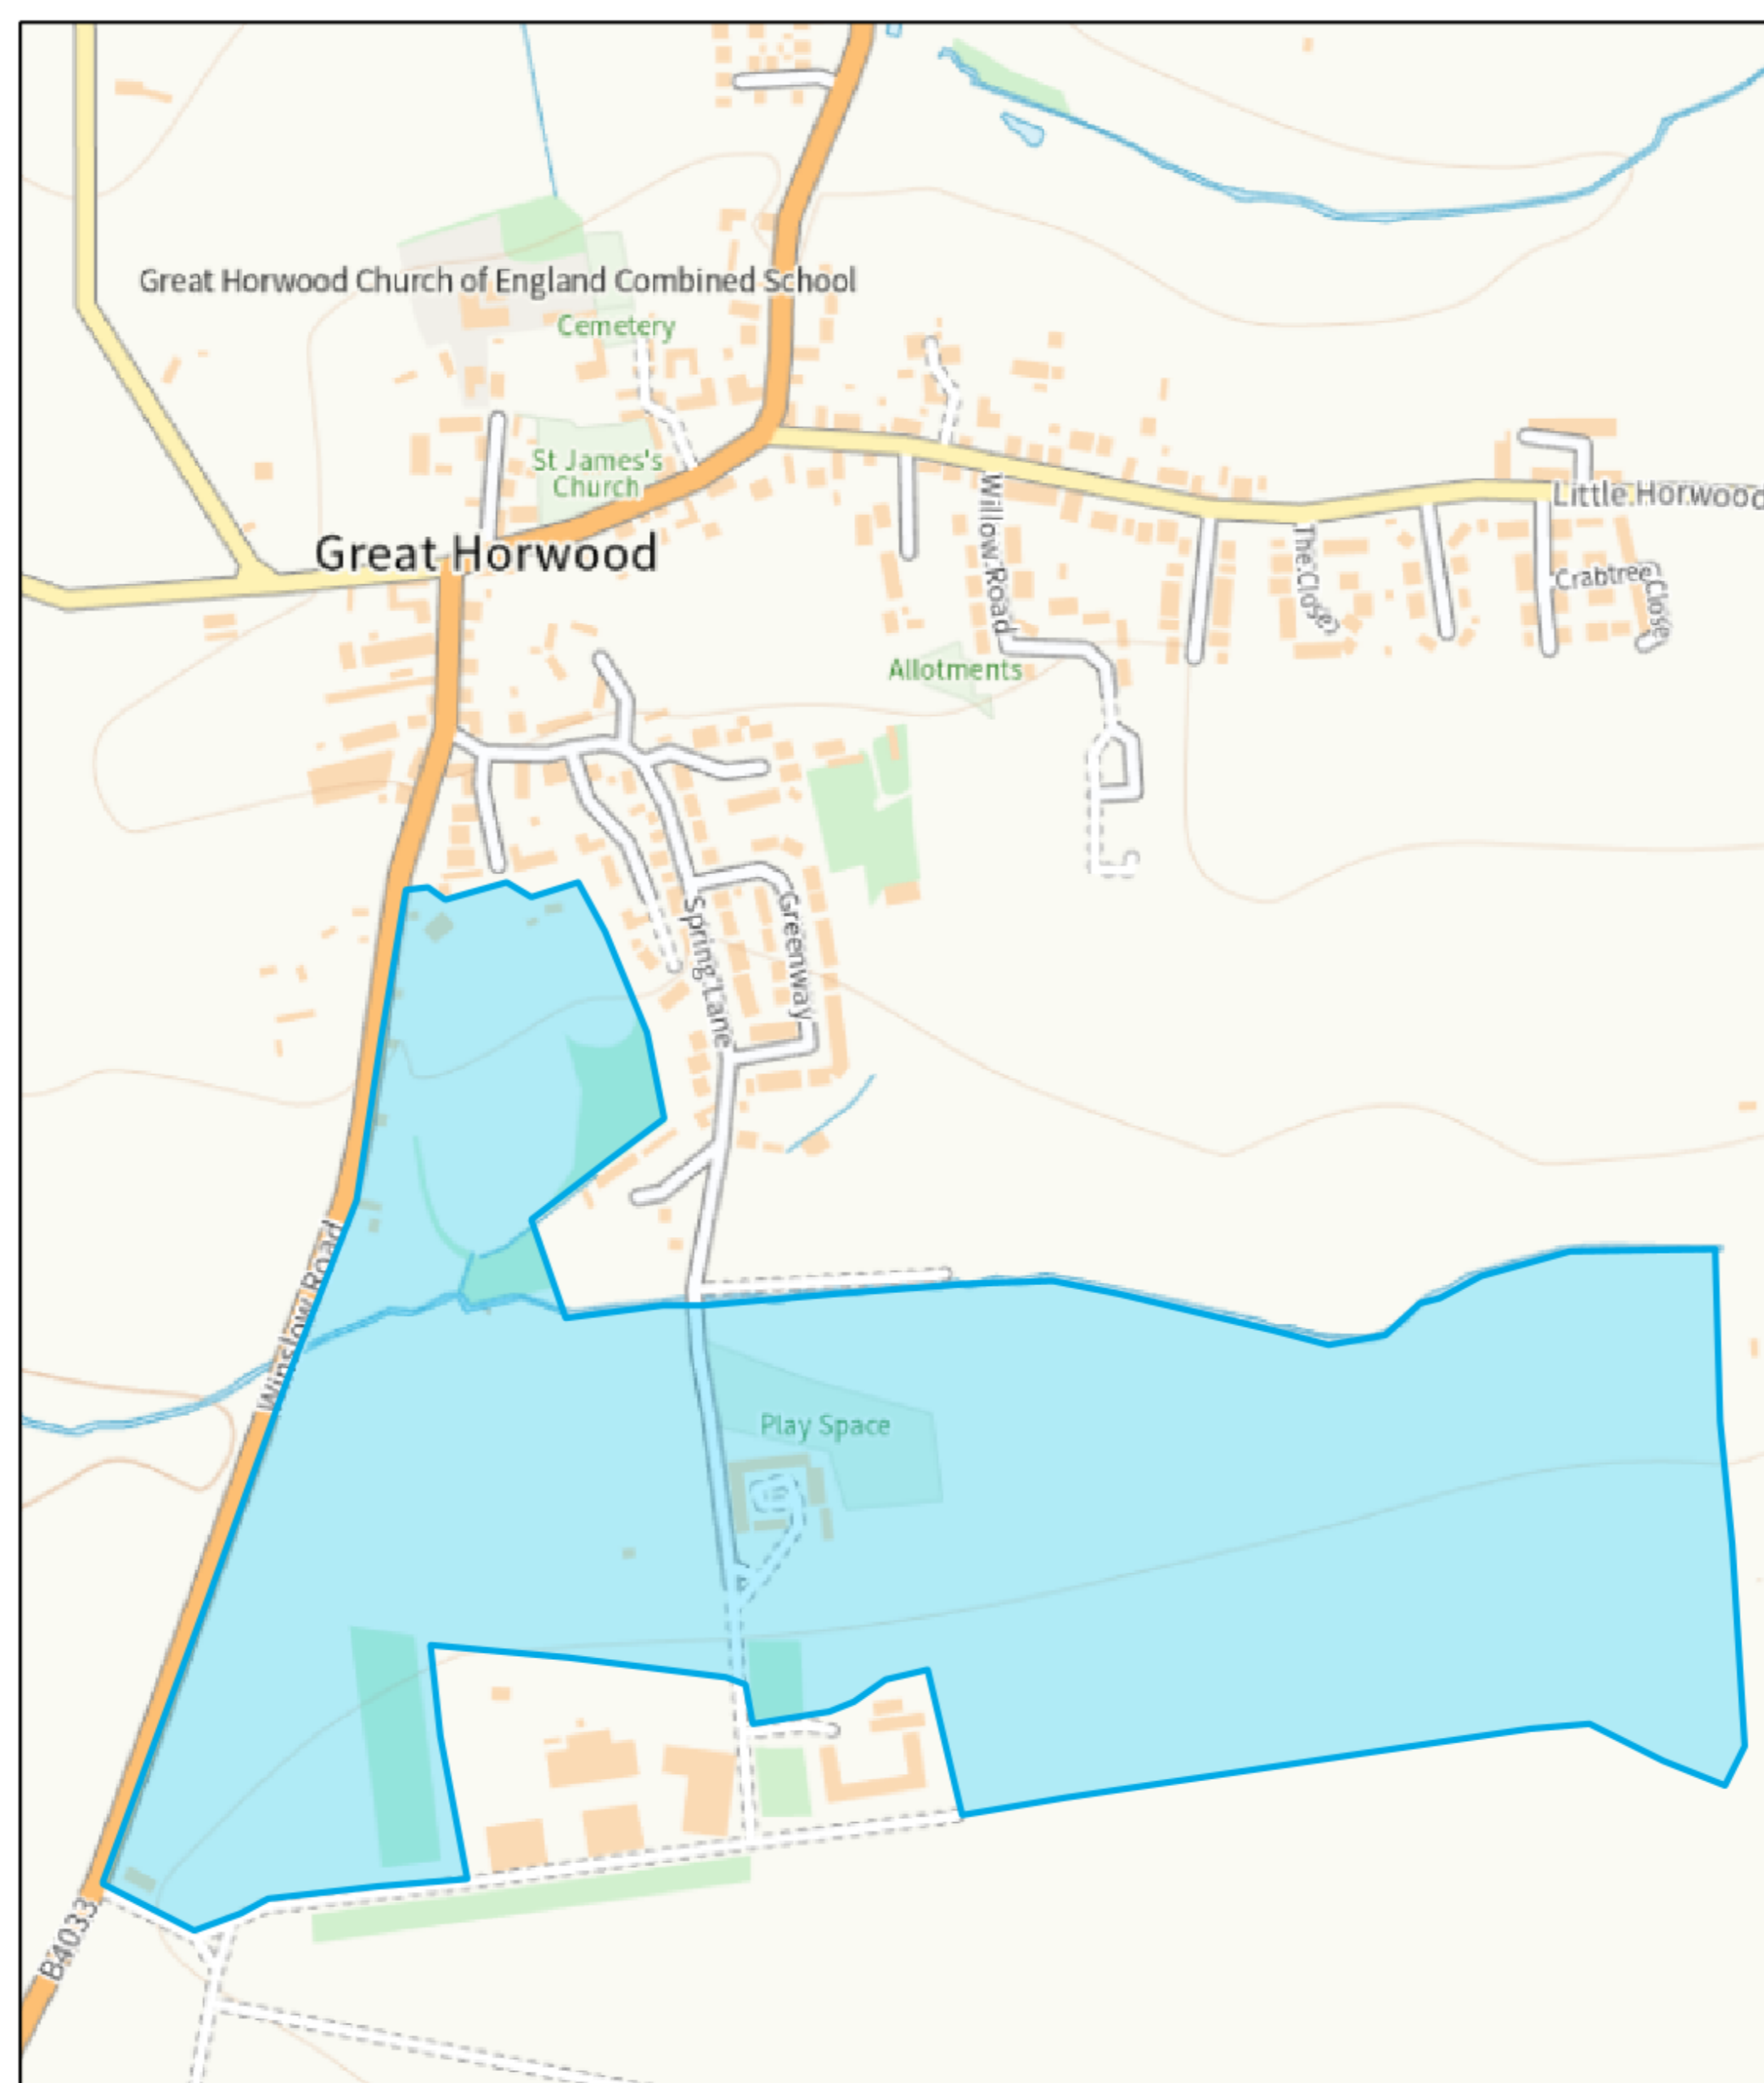 Great Horwood Church of England Combined School
Cemetery
St James's
Church
Little Horwood
Great Horwood
Willow Road
The Close
Crabtree Close
Allotments
Spring Lane
Greenway
Winslow Road
Play Space
B4033